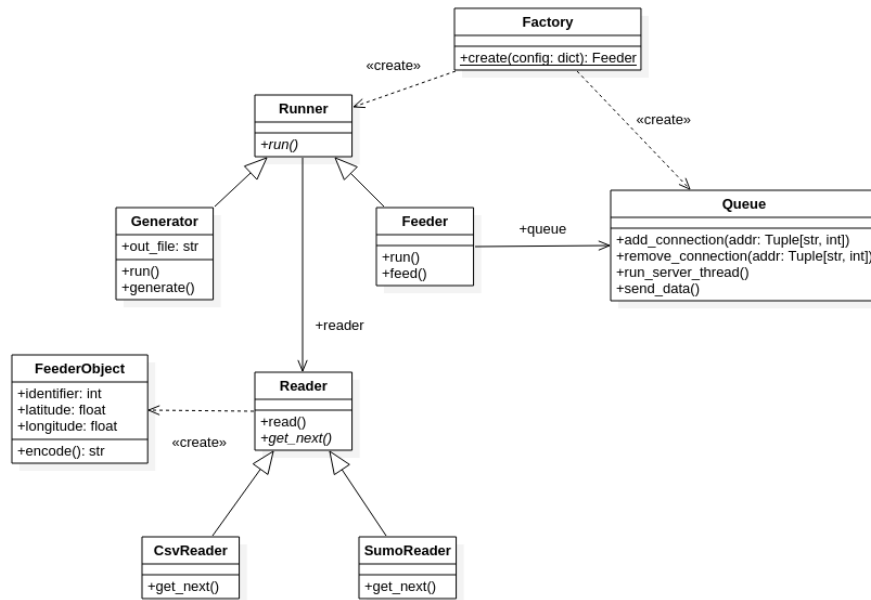 Factory
+create(config: dict): Feeder
«create»
Runner
+run()
«create»
Generator
+out_file: str
+run()
+generate()
Feeder
+run()
+feed()
+queue
Queue
+add_connection(addr: Tuple[str, int])
+remove_connection(addr: Tuple[str, int])
+run_server_thread()
+send_data()
+reader
FeederObject
+identifier: int
+latitude: float
+longitude: float
+encode(): str
«create»
Reader
+read()
+get_next()
CsvReader
+get_next()
SumoReader
+get_next()